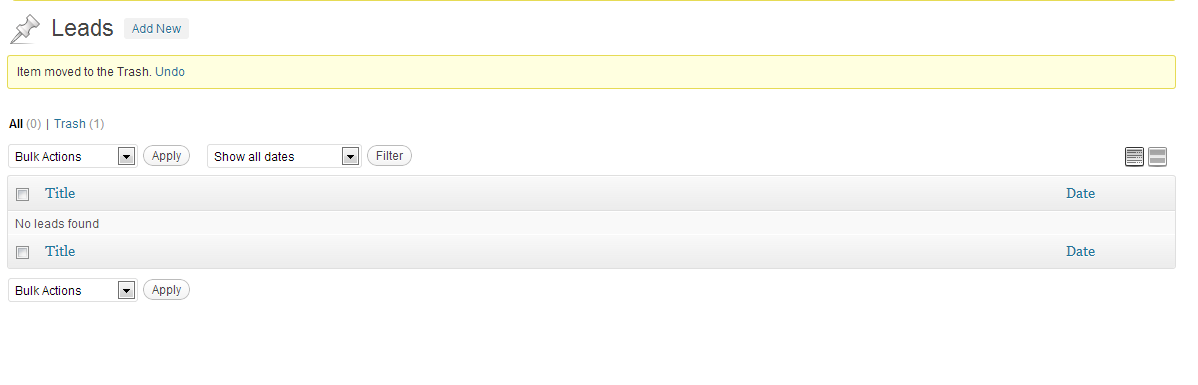 Leads Add New
Item moved to the Trash. Undo
All (0) | Trash (1)
Bulk Actions Apply Show all dates Filter
Title Date
No leads found
Title Date
Bulk Actions Apply